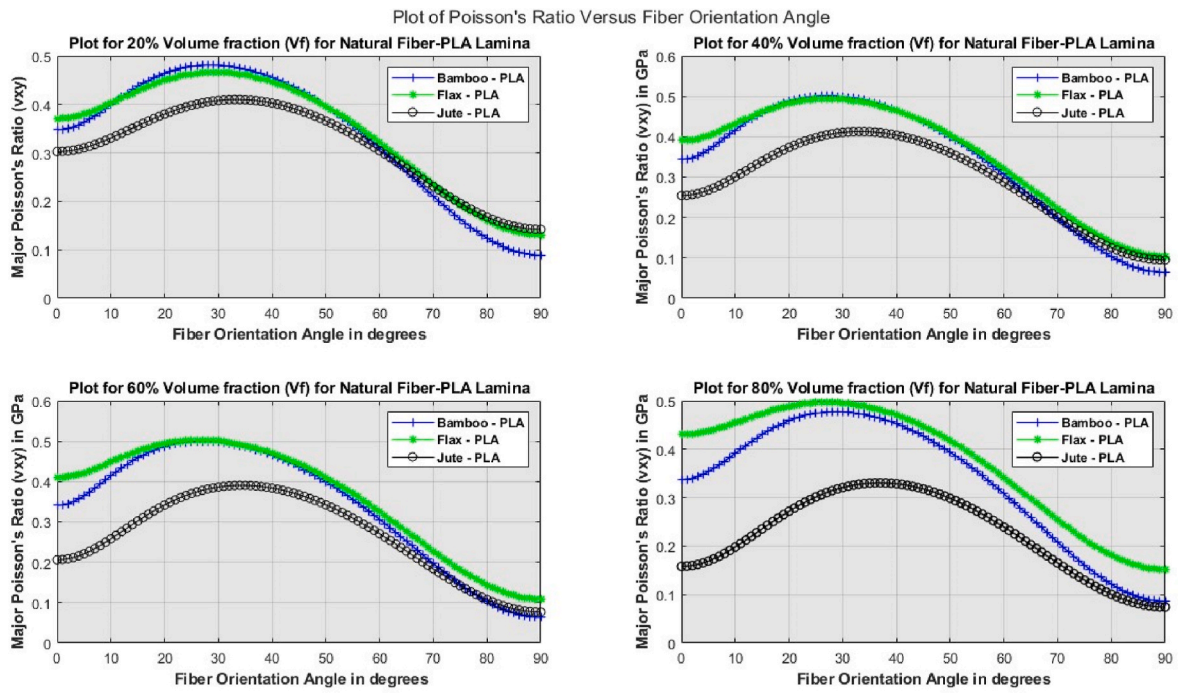 Plot of Poisson's Ratio Versus Fiber Orientation Angle
Plot for 20% Volume fraction (Vf) for Natural Fiber-PLA Lamina
Major Poisson's Ratio (vxy)
0.5
0.4
0.3
0.2
0.1
0
Bamboo - PLA
Flax - PLA
Jute - PLA
0 10 20 30 40 50 60 70 80 90
Fiber Orientation Angle in degrees
Plot for 40% Volume fraction (Vf) for Natural Fiber-PLA Lamina
Major Poisson's Ratio (vxy) in GPa
0.6
0.5
0.4
0.3
0.2
0.1
0
Bamboo - PLA
Flax - PLA
Jute - PLA
0 10 20 30 40 50 60 70 80 90
Fiber Orientation Angle in degrees
Plot for 60% Volume fraction (Vf) for Natural Fiber-PLA Lamina
Major Poisson's Ratio (vxy) in GPa
0.6
0.5
0.4
0.3
0.2
0.1
0
Bamboo - PLA
Flax - PLA
Jute - PLA
0 10 20 30 40 50 60 70 80 90
Fiber Orientation Angle in degrees
Plot for 80% Volume fraction (Vf) for Natural Fiber-PLA Lamina
Major Poisson's Ratio (vxy) in GPa
0.5
0.4
0.3
0.2
0.1
0
Bamboo - PLA
Flax - PLA
Jute - PLA
0 10 20 30 40 50 60 70 80 90
Fiber Orientation Angle in degrees